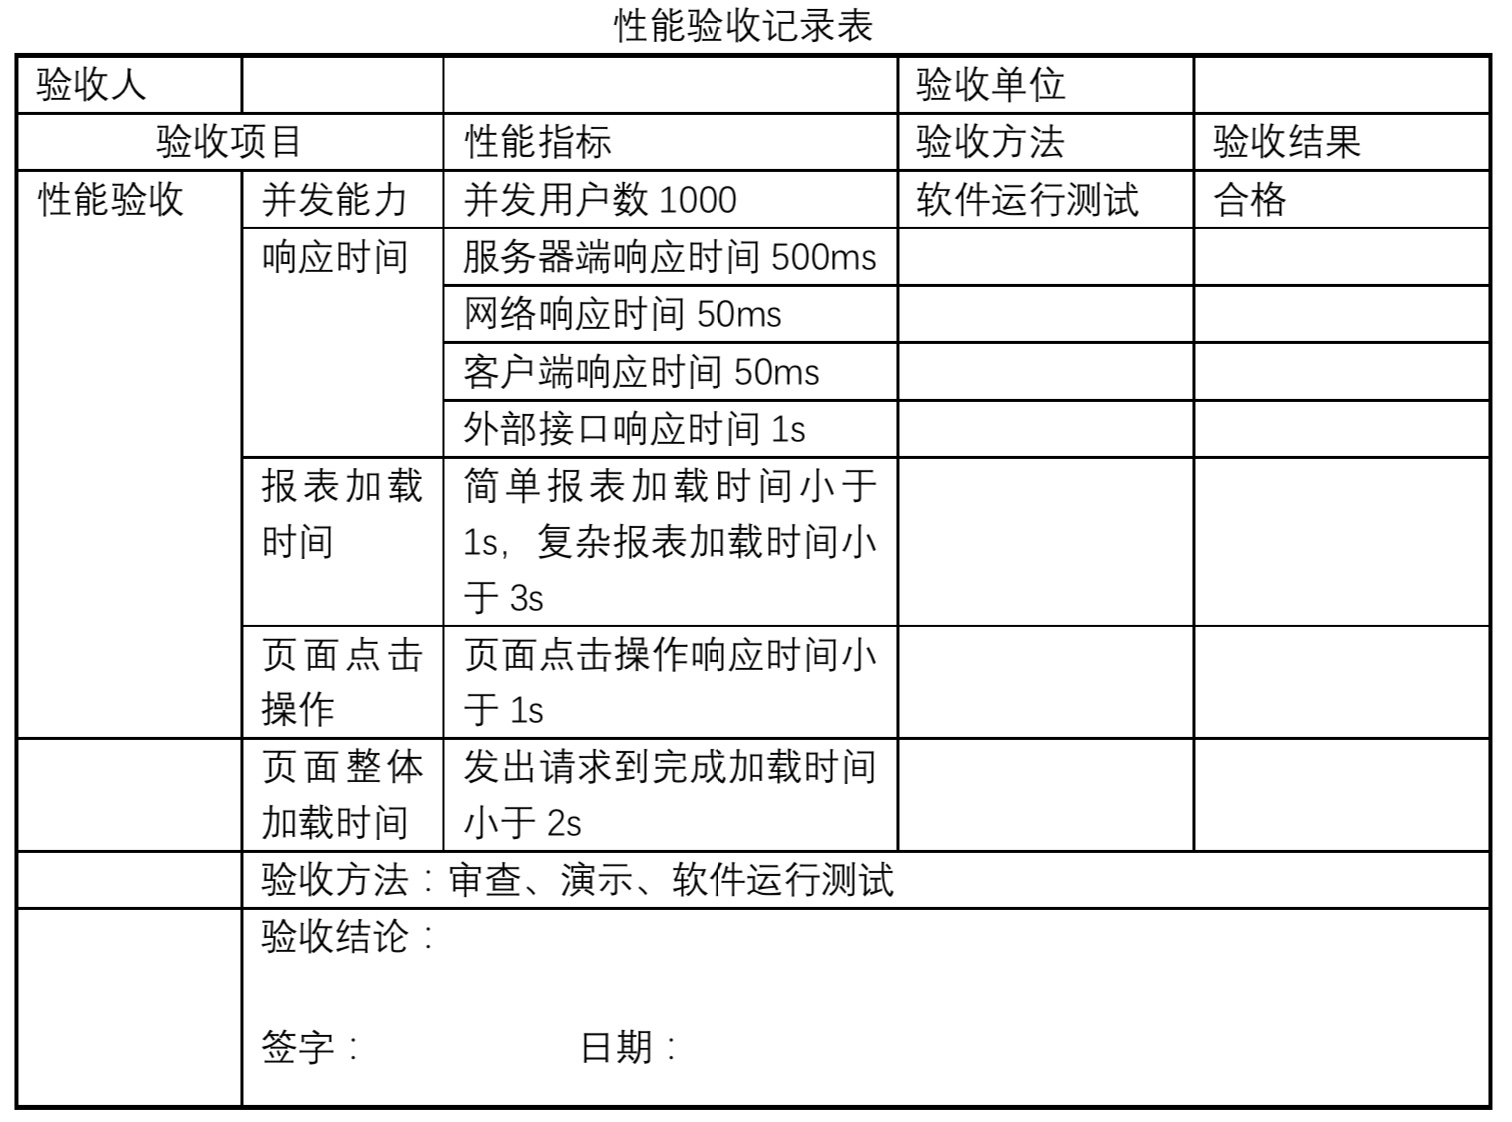 性能验收记录表
验收人 验收单位
验收项目 性能指标 验收方法 验收结果
性能验收 并发能力 并发用户数 1000 软件运行测试 合格
响应时间 服务器端响应时间 500ms
网络响应时间 50ms
客户端响应时间 50ms
外部接口响应时间 1s
报表加载 简单报表加载时间小于
时间 1s，复杂报表加载时间小
于 3s
页面点击 页面点击操作响应时间小
操作 于 1s
页面整体 发出请求到完成加载时间
加载时间 小于 2s
验收方法：审查、演示、软件运行测试
验收结论：
签字： 日期：